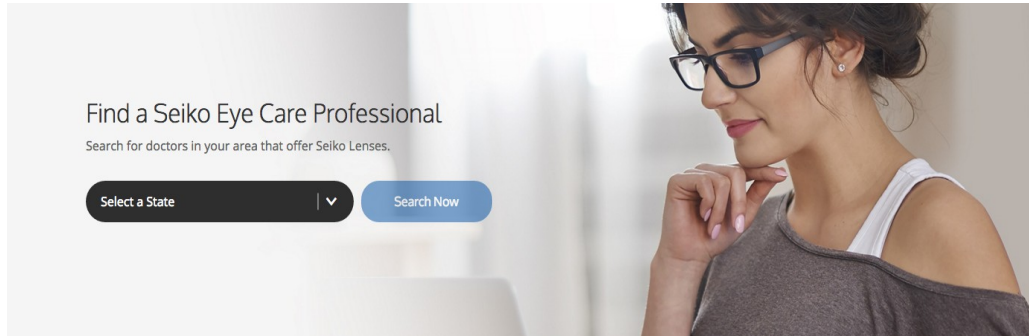 Find a Seiko Eye Care Professional
Search for doctors in your area that offer Seiko Lenses.
Select a State
Search Now